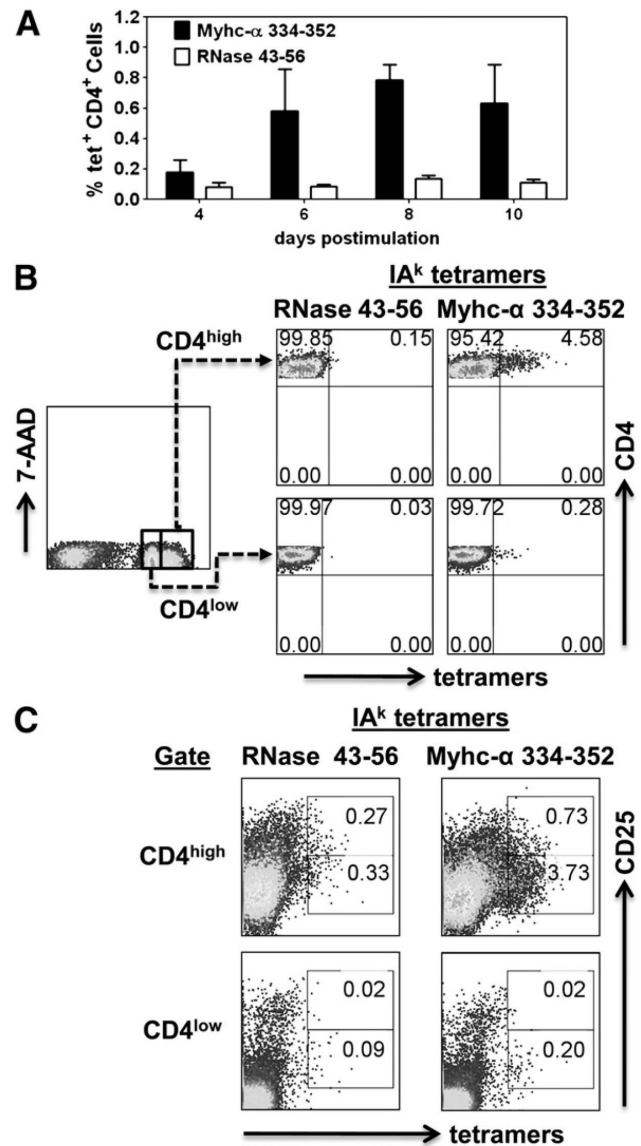 A
1.2
1.0
0.8
0.6
0.4
0.2
0.0
% tet+ CD4+ Cells
Myhc-α 334-352
RNase 43-56
4 6 8 10
days postimulation
B
IAᵏ tetramers
RNase 43-56 Myhc-α 334-352
CD4high
CD4low
7-AAD
99.85 0.15
0.00 0.00
95.42 4.58
0.00 0.00
99.97 0.03
0.00 0.00
99.72 0.28
0.00 0.00
CD4
tetramers
C
IAᵏ tetramers
Gate RNase 43-56 Myhc-α 334-352
CD4high
0.27
0.33
0.73
3.73
CD4low
0.02
0.09
0.02
0.20
CD25
tetramers